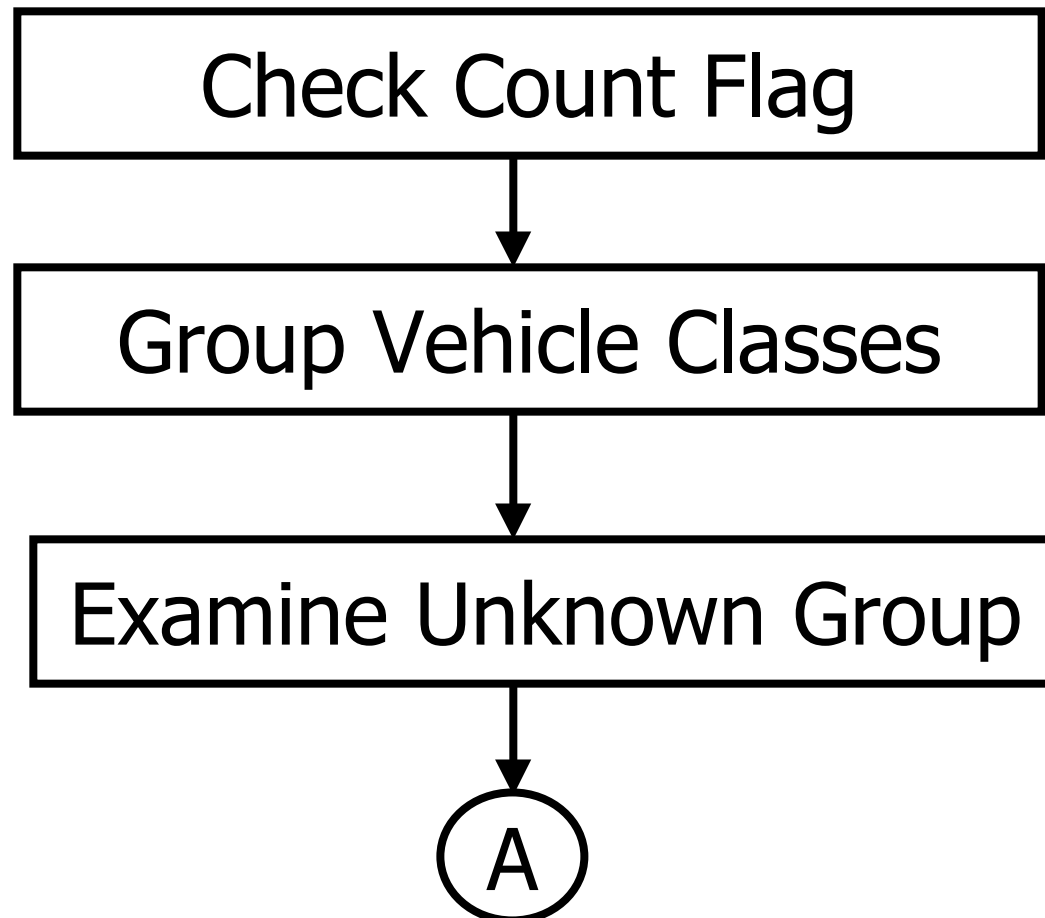 Check Count Flag
Group Vehicle Classes
Examine Unknown Group
A